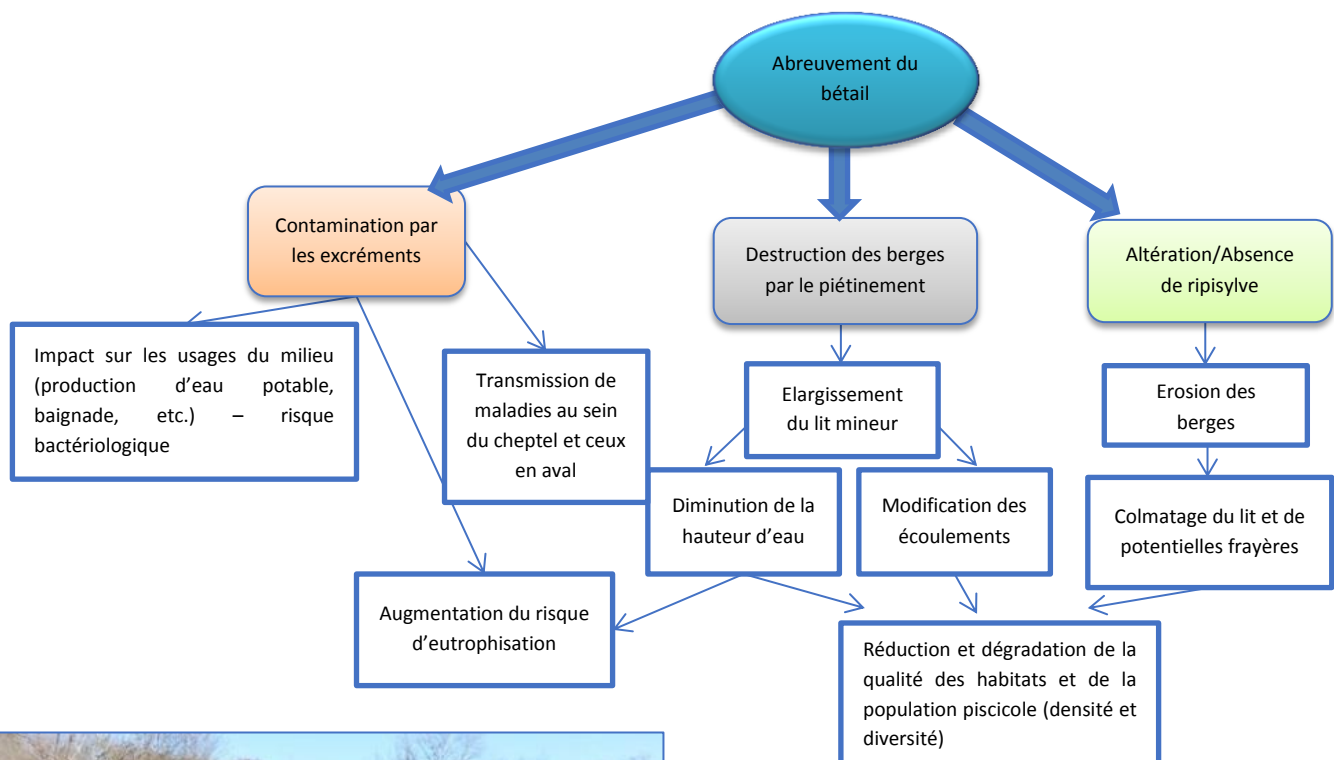 Abreuvement du
bétail
Contamination par
les excréments
Destruction des berges
par le piétinement
Altération/Absence
de ripisylve
Impact sur les usages du milieu
(production d'eau potable,
baignade, etc.) – risque
bactériologique
Transmission de
maladies au sein
du cheptel et ceux
en aval
Elargissement
du lit mineur
Erosion des
berges
Diminution de la
hauteur d'eau
Modification des
écoulements
Colmatage du lit et de
potentielles frayères
Augmentation du risque
d'eutrophisation
Réduction et dégradation de la
qualité des habitats et de la
population piscicole (densité et
diversité)